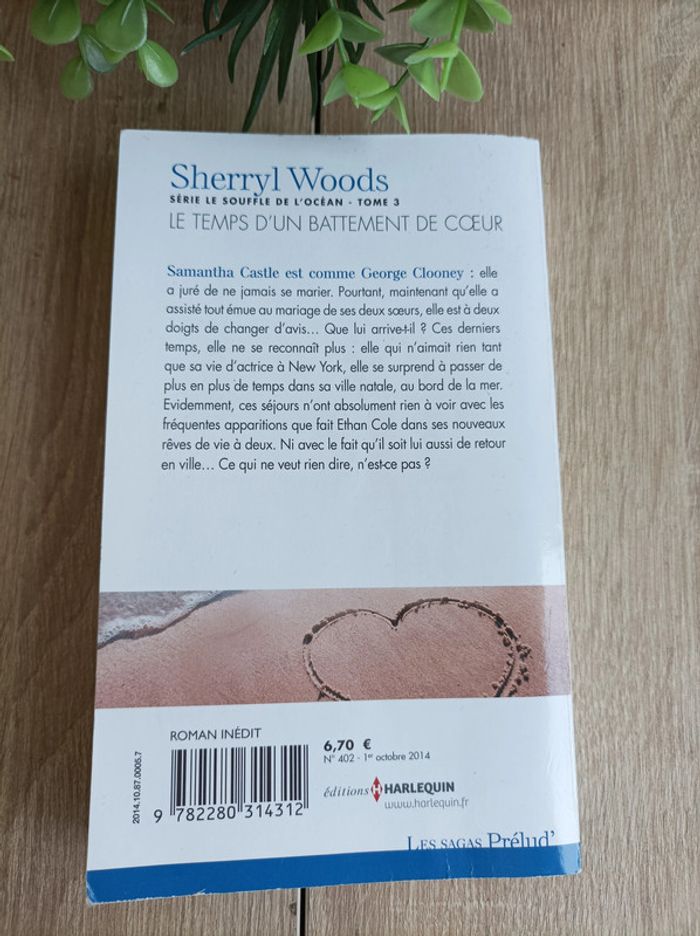 Sherryl Woods
SÉRIE LE SOUFFLE DE L'OCÉAN - TOME 3
LE TEMPS D'UN BATTEMENT DE CŒUR
Samantha Castle est comme George Clooney : elle
a juré de ne jamais se marier. Pourtant, maintenant qu'elle a
assisté tout émue au mariage de ses deux sœurs, elle est à deux
doigts de changer d'avis… Que lui arrive-t-il ? Ces derniers
temps, elle ne se reconnaît plus : elle qui n'aimait rien tant
que sa vie d'actrice à New York, elle se surprend à passer de
plus en plus de temps dans sa ville natale, au bord de la mer.
Evidemment, ces séjours n'ont absolument rien à voir avec les
fréquentes apparitions que fait Ethan Cole dans ses nouveaux
rêves de vie à deux. Ni avec le fait qu'il soit lui aussi de retour
en ville… Ce qui ne veut rien dire, n'est-ce pas ?
ROMAN INÉDIT
6,70 €
N° 402 - 1er octobre 2014
2014.10.87.0005.7
9 782280 314312
éditions HARLEQUIN
www.harlequin.fr
LES SAGAS Prélud'